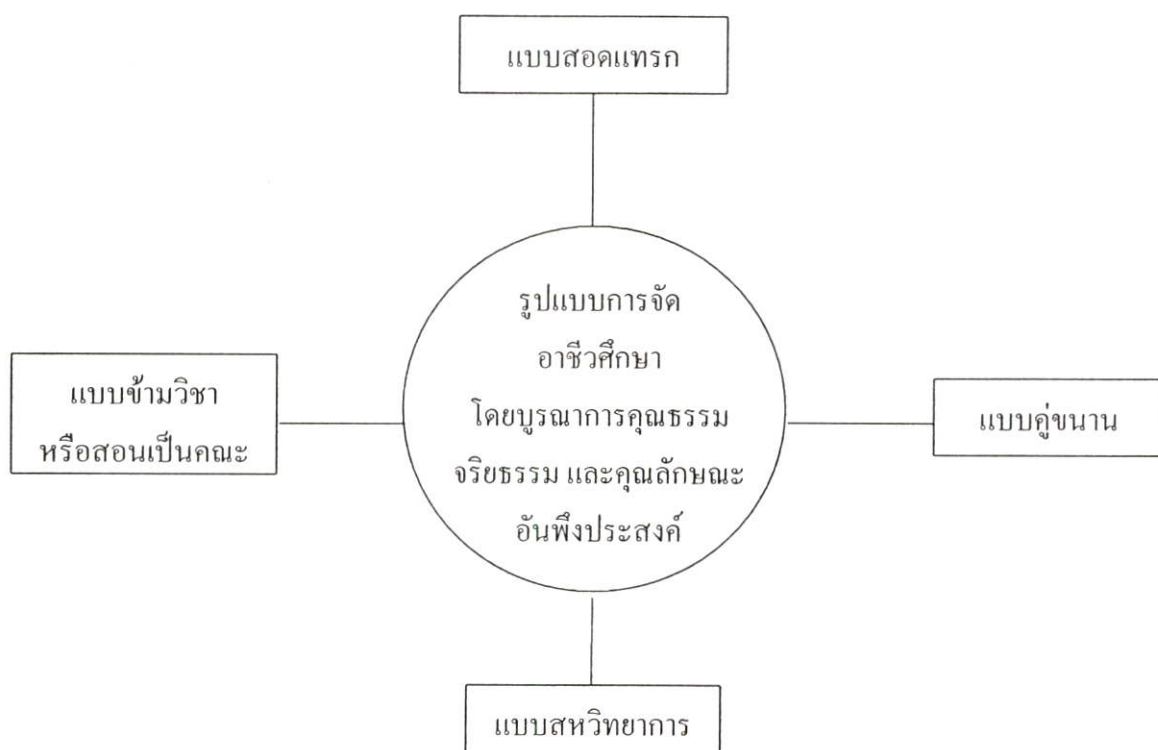 แบบสอดแทรก
รูปแบบการจัด
อาชีวศึกษา
โดยบูรณาการคุณธรรม
จริยธรรม และคุณลักษณะ
อันพึงประสงค์
แบบข้ามวิชา
หรือสอนเป็นคณะ
แบบคู่ขนาน
แบบสหวิทยาการ